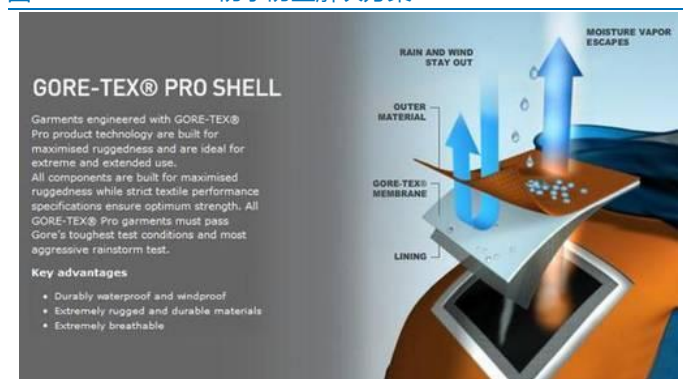 GORE-TEX® PRO SHELL
Garments engineered with GORE-TEX®
Pro product technology are built for
maximised ruggedness and are ideal for
extreme and extended use.
All components are built for maximised
ruggedness while strict textile performance
specifications ensure optimum strength. All
GORE-TEX® Pro garments must pass
Gore's toughest test conditions and most
aggressive rainstorm test.
Key advantages
• Durably waterproof and windproof
• Extremely rugged and durable materials
• Extremely breathable
RAIN AND WIND
STAY OUT
MOISTURE VAPOR
ESCAPES
OUTER
MATERIAL
GORE-TEX®
MEMBRANE
LINING